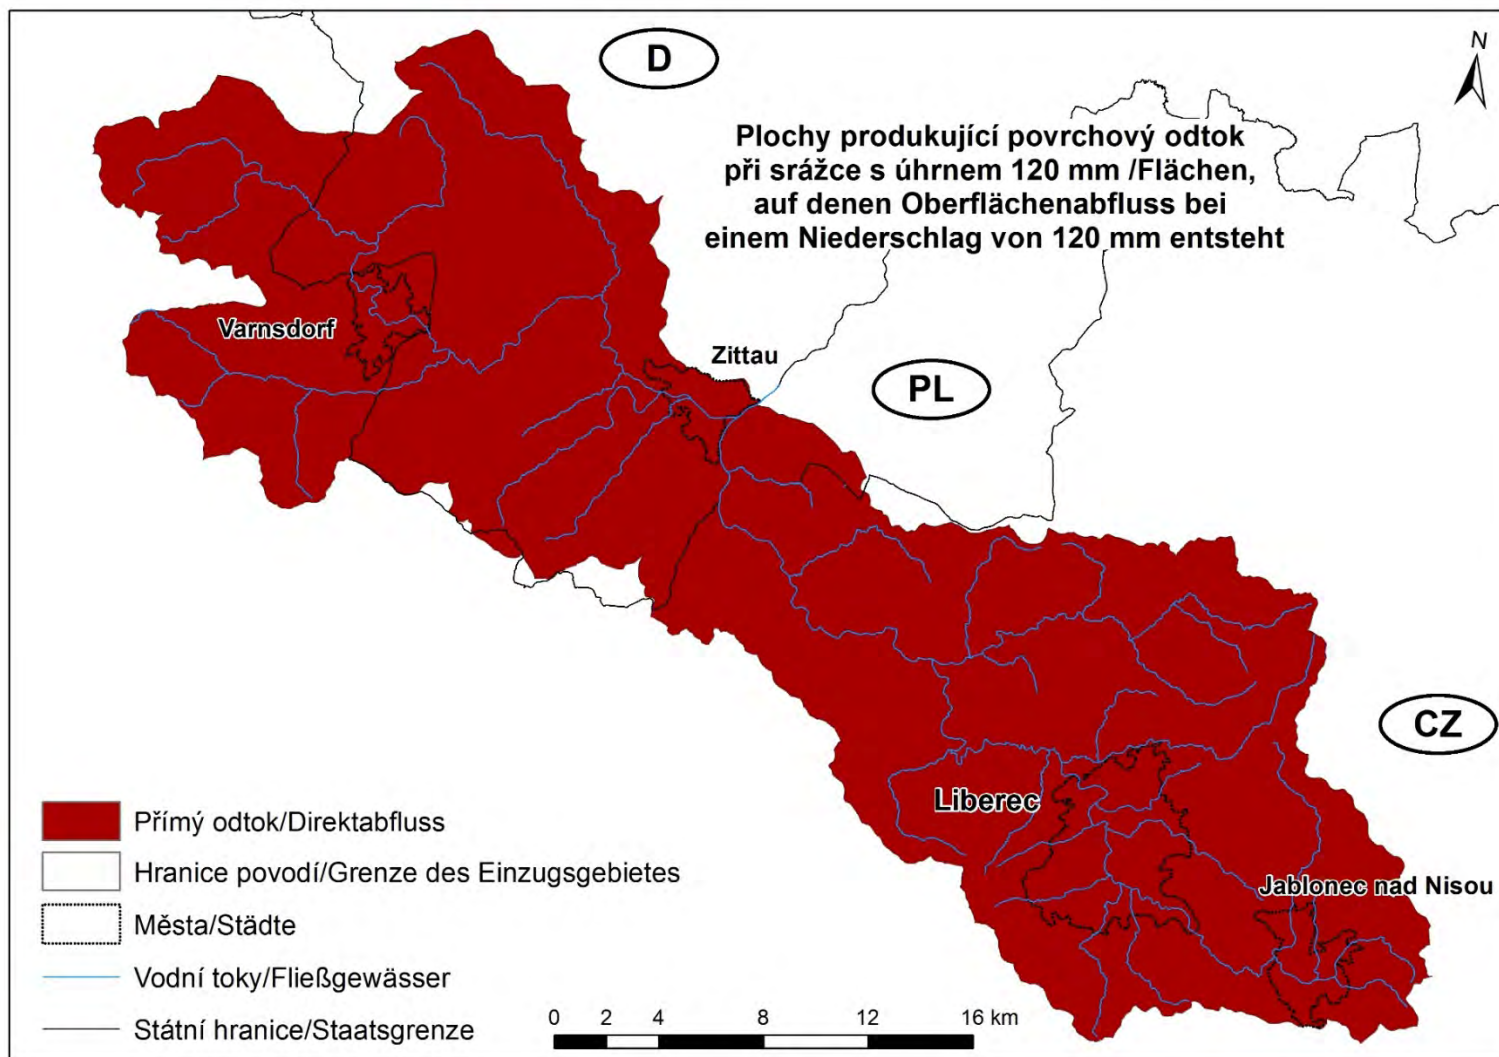 D
N
Plochy produkující povrchový odtok
při srážce s úhrnem 120 mm /Flächen,
auf denen Oberflächenabfluss bei
einem Niederschlag von 120 mm entsteht
Varnsdorf
Zittau
PL
CZ
Liberec
Jablonec nad Nisou
Přímý odtok/Direktabfluss
Hranice povodí/Grenze des Einzugsgebietes
Města/Städte
Vodní toky/Fließgewässer
Státní hranice/Staatsgrenze
0 2 4 8 12 16 km